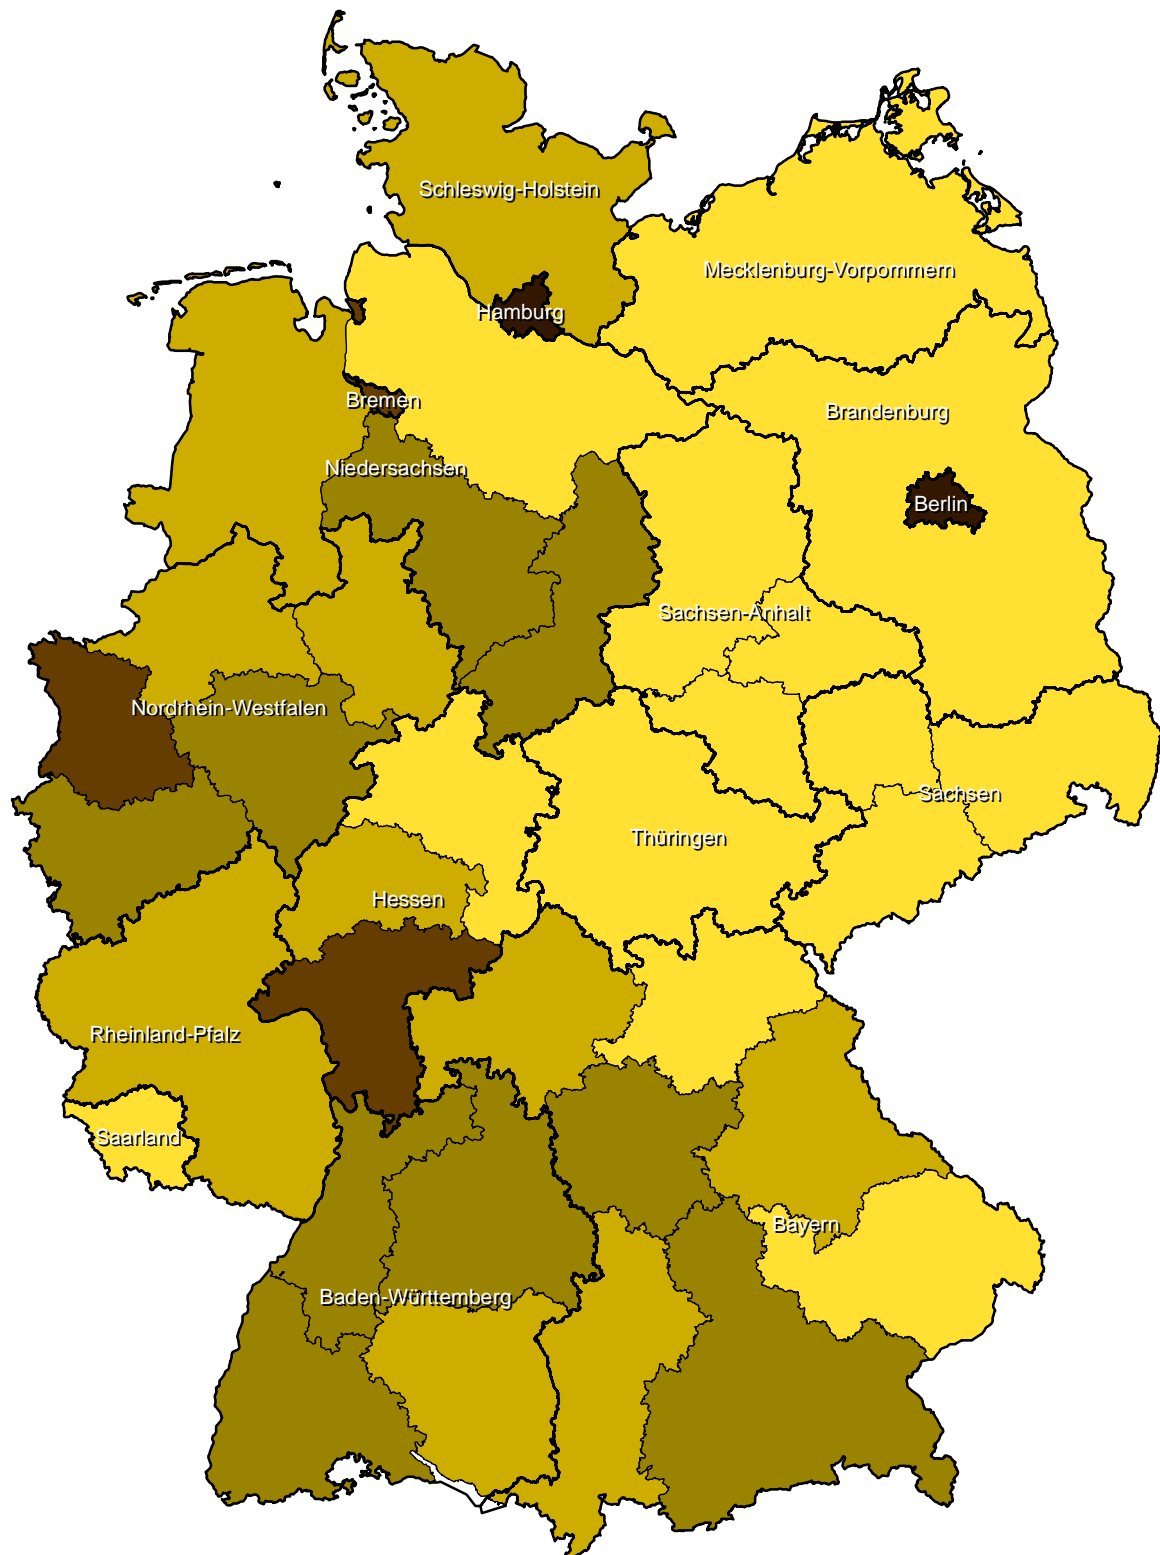 Schleswig-Holstein
Mecklenburg-Vorpommern
Hamburg
Bremen
Brandenburg
Niedersachsen
Berlin
Sachsen-Anhalt
Nordrhein-Westfalen
Sachsen
Thüringen
Hessen
Rheinland-Pfalz
Saarland
Bayern
Baden-Württemberg